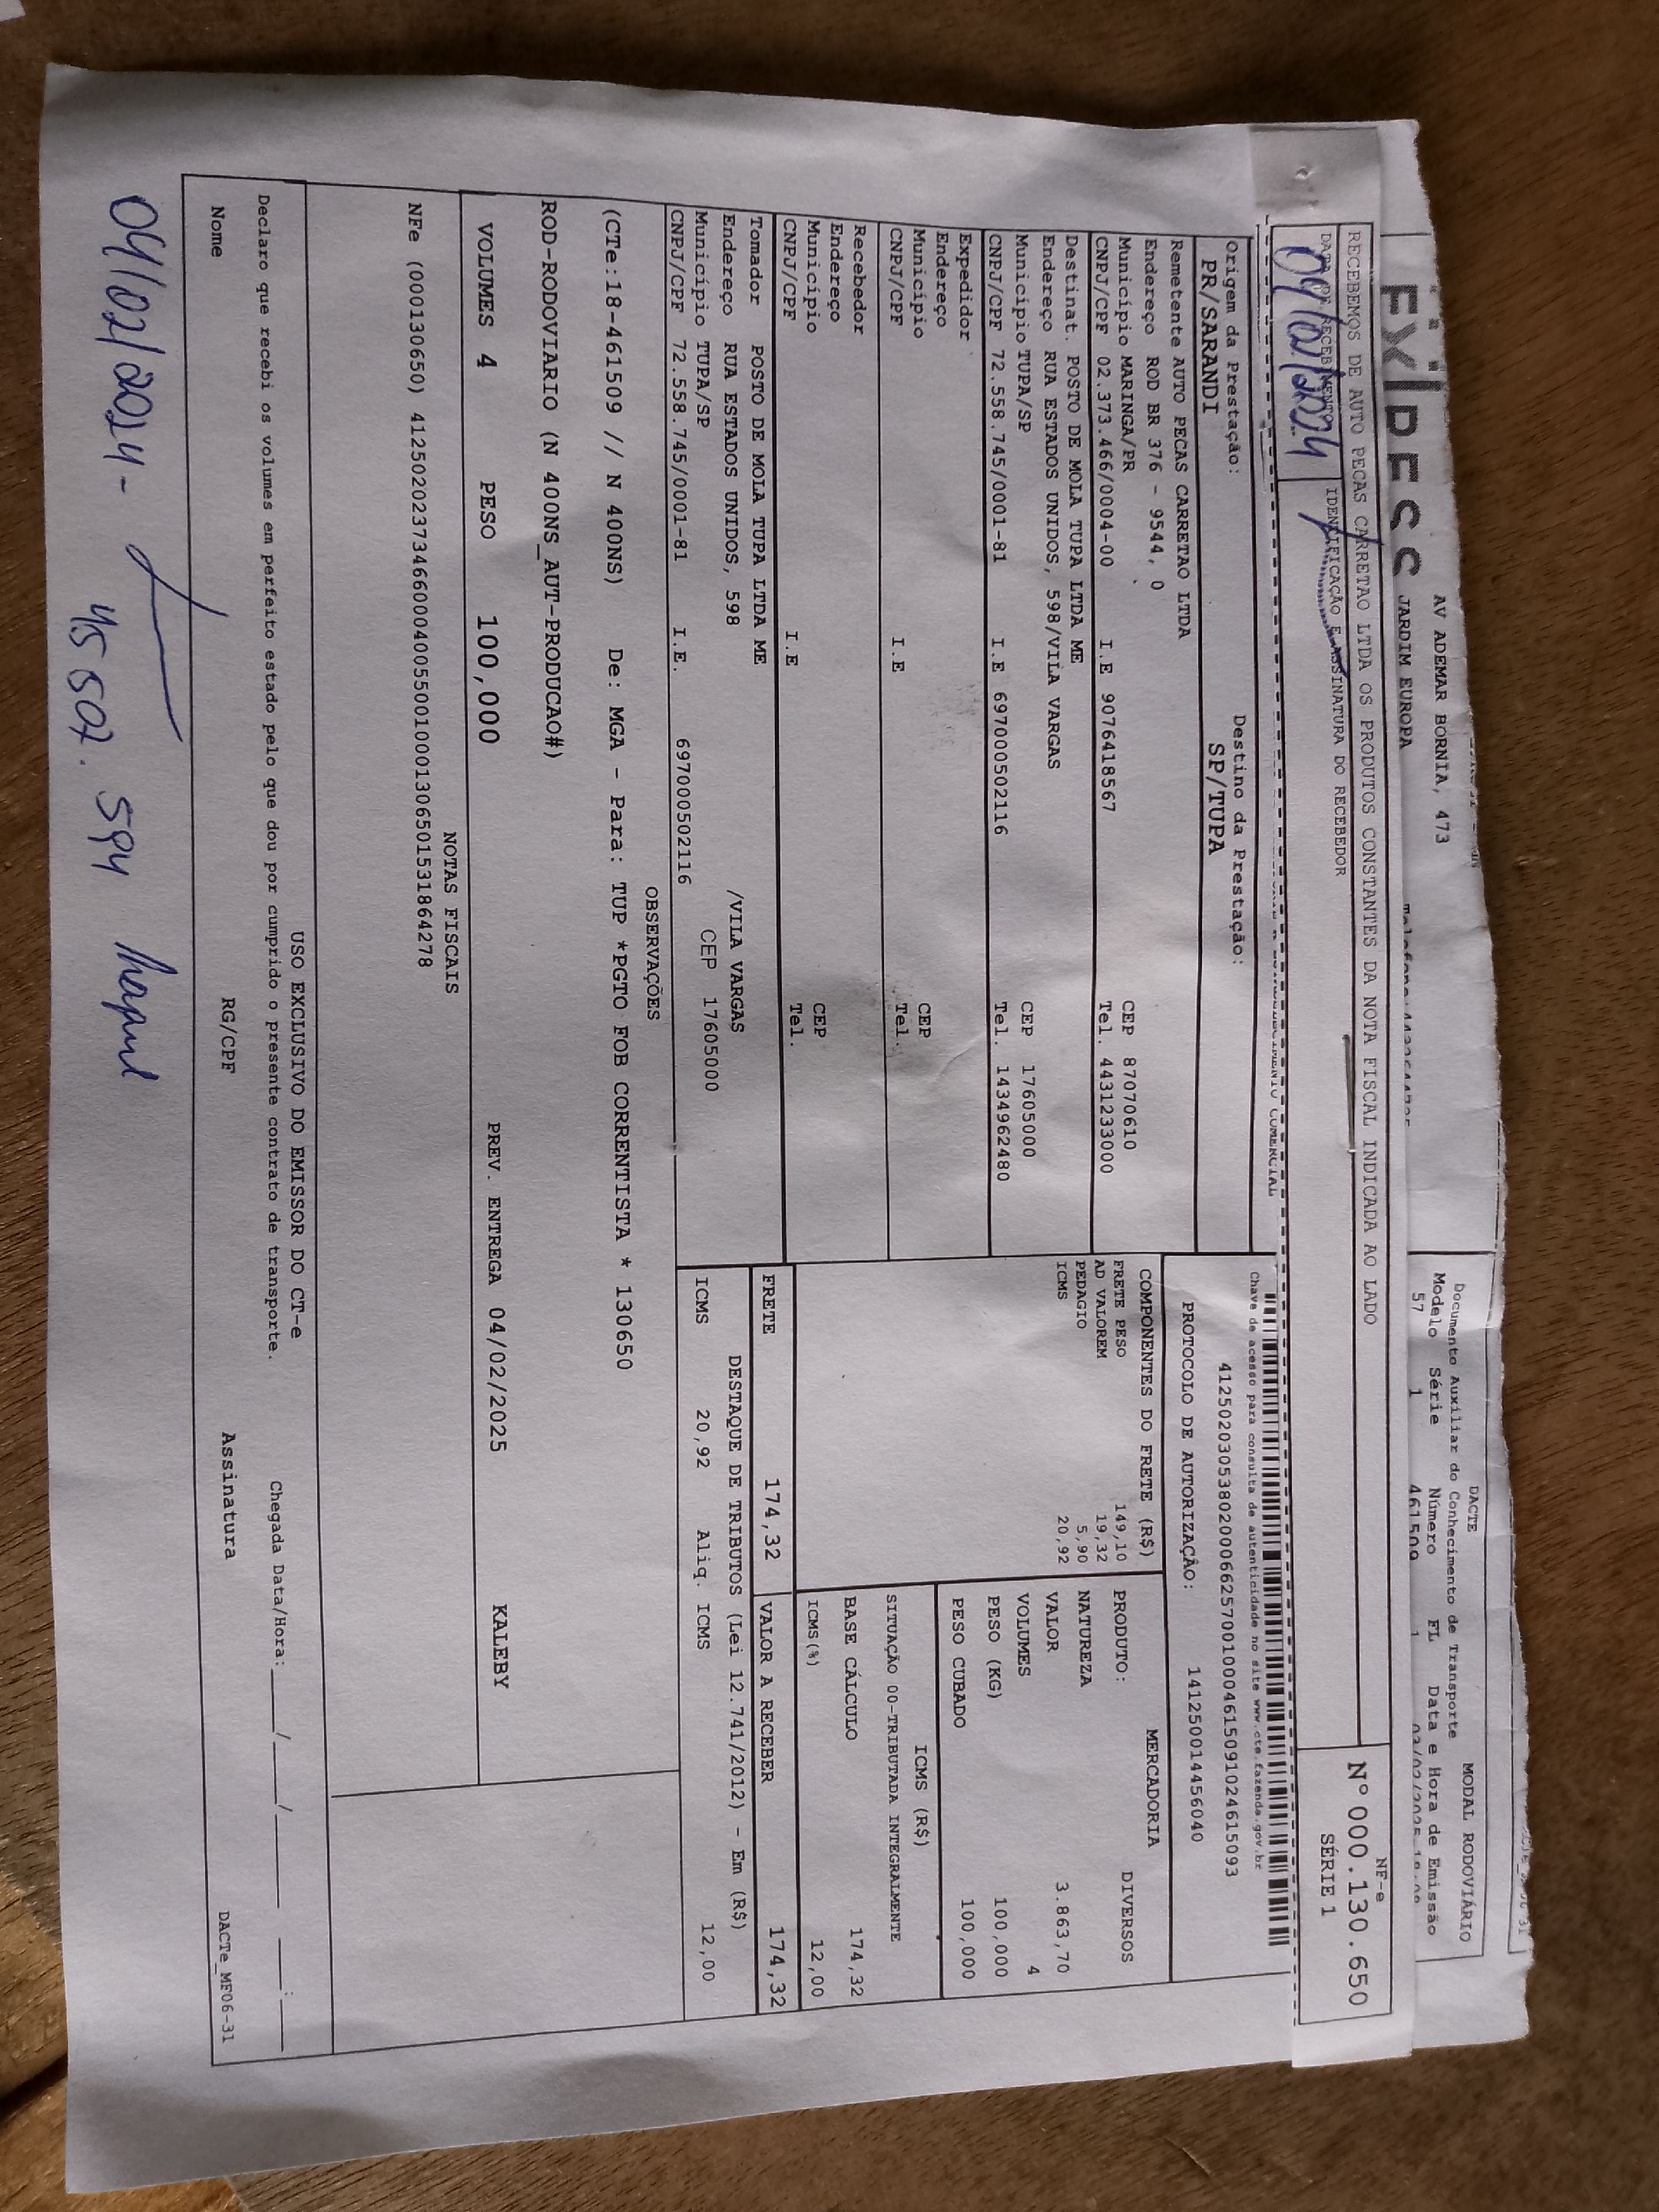 AV ADEMAR BORNIA, 473
JARDIM EUROPA
DACTE
Documento Auxiliar do Conhecimento de Transporte
MODAL RODOVIÁRIO
Modelo Série Número FL Data e Hora de Emissão
57 1 461509 1
RECEBEMOS DE AUTO PECAS CARRETAO LTDA OS PRODUTOS CONSTANTES DA NOTA FISCAL INDICADA AO LADO
DATA DE RECEBIMENTO
IDENTIFICAÇÃO E ASSINATURA DO RECEBEDOR
04/02/2024
NF-e
Nº 000.130.650
SÉRIE 1
Chave de acesso para consulta de autenticidade no site www.cte.fazenda.gov.br
41250203053802000662570010004615091024615093
PROTOCOLO DE AUTORIZAÇÃO: 141250014456040
Origem da Prestação: Destino da Prestação:
PR/SARANDI SP/TUPA
Remetente AUTO PECAS CARRETAO LTDA
Endereço ROD BR 376 - 9544, 0
Município MARINGA/PR CEP 87070610
CNPJ/CPF 02.373.466/0004-00 I.E 9076418567 Tel. 4431233000
Destinat. POSTO DE MOLA TUPA LTDA ME
Endereço RUA ESTADOS UNIDOS, 598/VILA VARGAS
Município TUPA/SP CEP 17605000
CNPJ/CPF 72.558.745/0001-81 I.E 697000502116 Tel. 1434962480
Expedidor
Endereço
Município CEP
CNPJ/CPF I.E Tel.
Recebedor
Endereço
Município CEP
CNPJ/CPF I.E Tel.
Tomador POSTO DE MOLA TUPA LTDA ME
Endereço RUA ESTADOS UNIDOS, 598 /VILA VARGAS
Município TUPA/SP CEP 17605000
CNPJ/CPF 72.558.745/0001-81 I.E. 697000502116
COMPONENTES DO FRETE (R$)
FRETE PESO 149,10
AD VALOREM 19,32
PEDAGIO 5,90
ICMS 20,92
MERCADORIA
PRODUTO: DIVERSOS
NATUREZA
VALOR 3.863,70
VOLUMES 4
PESO (KG) 100,000
PESO CUBADO 100,000
ICMS (R$)
SITUAÇÃO 00-TRIBUTADA INTEGRALMENTE
BASE CÁLCULO 174,32
ICMS(%) 12,00
FRETE 174,32 VALOR A RECEBER 174,32
DESTAQUE DE TRIBUTOS (Lei 12.741/2012) - Em (R$)
ICMS 20,92 Aliq. ICMS 12,00
OBSERVAÇÕES
(CTe:18-461509 // N 400NS) De: MGA - Para: TUP *PGTO FOB CORRENTISTA * 130650
ROD-RODOVIARIO (N 400NS_AUT-PRODUCAO#)
VOLUMES 4 PESO 100,000 PREV. ENTREGA 04/02/2025 KALEBY
NOTAS FISCAIS
NFe (000130650) 41250202373466000400550010001306501531864278
USO EXCLUSIVO DO EMISSOR DO CT-e
Declaro que recebi os volumes em perfeito estado pelo que dou por cumprido o presente contrato de transporte. Chegada Data/Hora:____/____/______ ___:___
Nome RG/CPF Assinatura DACTe_MF06-31
04/02/2024 -
45 507. 594